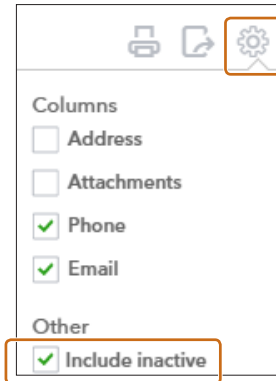 Columns
Address
Attachments
Phone
Email
Other
Include inactive